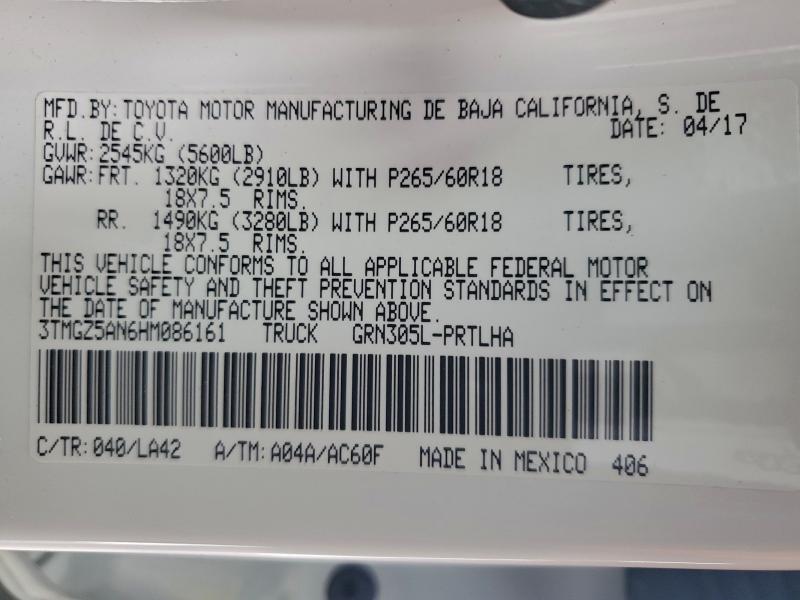 MFD.BY:TOYOTA MOTOR MANUFACTURING DE BAJA CALIFORNIA, S. DE
R.L. DE C.V. DATE: 04/17
GVWR:2545KG (5600LB)
GAWR:FRT. 1320KG (2910LB) WITH P265/60R18 TIRES,
18X7.5 RIMS.
RR. 1490KG (3280LB) WITH P265/60R18 TIRES,
18X7.5 RIMS.
THIS VEHICLE CONFORMS TO ALL APPLICABLE FEDERAL MOTOR
VEHICLE SAFETY AND THEFT PREVENTION STANDARDS IN EFFECT ON
THE DATE OF MANUFACTURE SHOWN ABOVE.
3TMGZ5AN6HM086161 TRUCK GRN305L-PRTLHA
C/TR:040/LA42 A/TM:A04A/AC60F MADE IN MEXICO 406